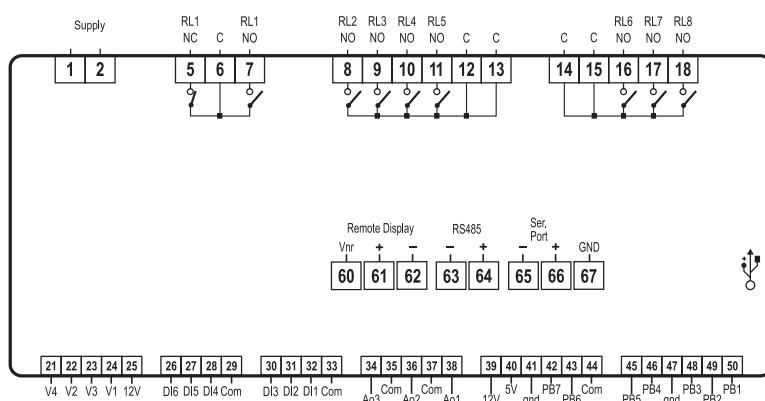 Supply
RL1 RL1 RL2 RL3 RL4 RL5 RL6 RL7 RL8
NC C NO NO NO NO NO C C C C NO NO NO
1 2 5 6 7 8 9 10 11 12 13 14 15 16 17 18
Remote Display RS485 Ser. Port
Vnr + − − + − + GND
60 61 62 63 64 65 66 67
21 22 23 24 25 26 27 28 29 30 31 32 33 34 35 36 37 38 39 40 41 42 43 44 45 46 47 48 49 50
V4 V2 V3 V1 12V DI6 DI5 DI4 Com DI3 DI2 DI1 Com Ao3 Com Ao2 Com Ao1 12V 5V gnd PB7 PB6 Com PB5 PB4 gnd PB3 PB2 PB1